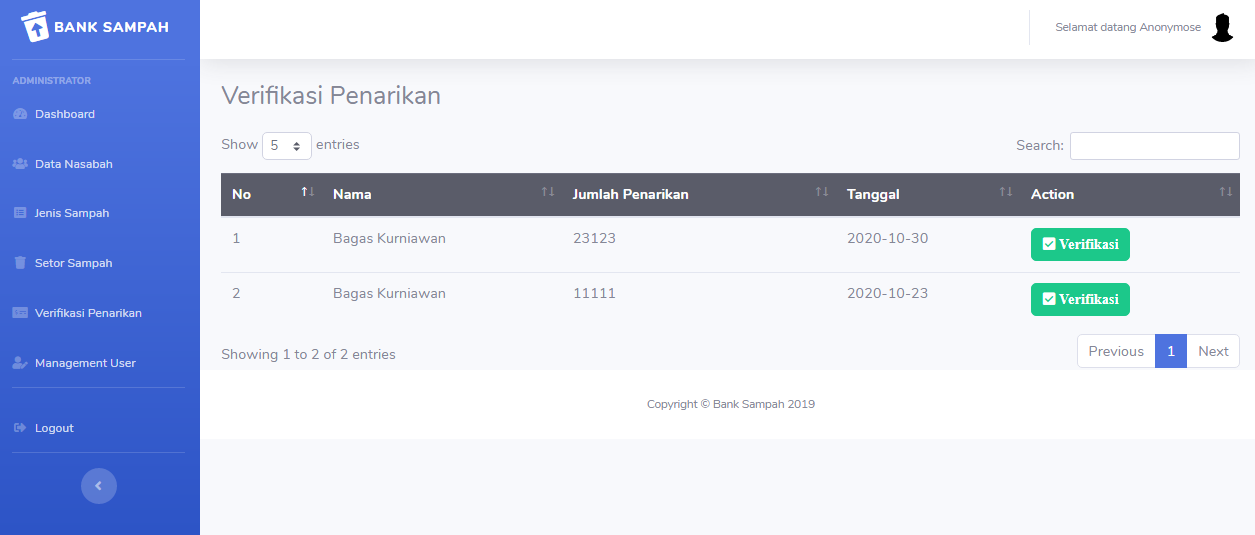 BANK SAMPAH
Selamat datang Anonymose
ADMINISTRATOR
Dashboard
Data Nasabah
Jenis Sampah
Setor Sampah
Verifikasi Penarikan
Management User
Logout
Verifikasi Penarikan
Show 5 entries
Search:
No Nama Jumlah Penarikan Tanggal Action
1 Bagas Kurniawan 23123 2020-10-30 Verifikasi
2 Bagas Kurniawan 11111 2020-10-23 Verifikasi
Showing 1 to 2 of 2 entries
Previous 1 Next
Copyright © Bank Sampah 2019